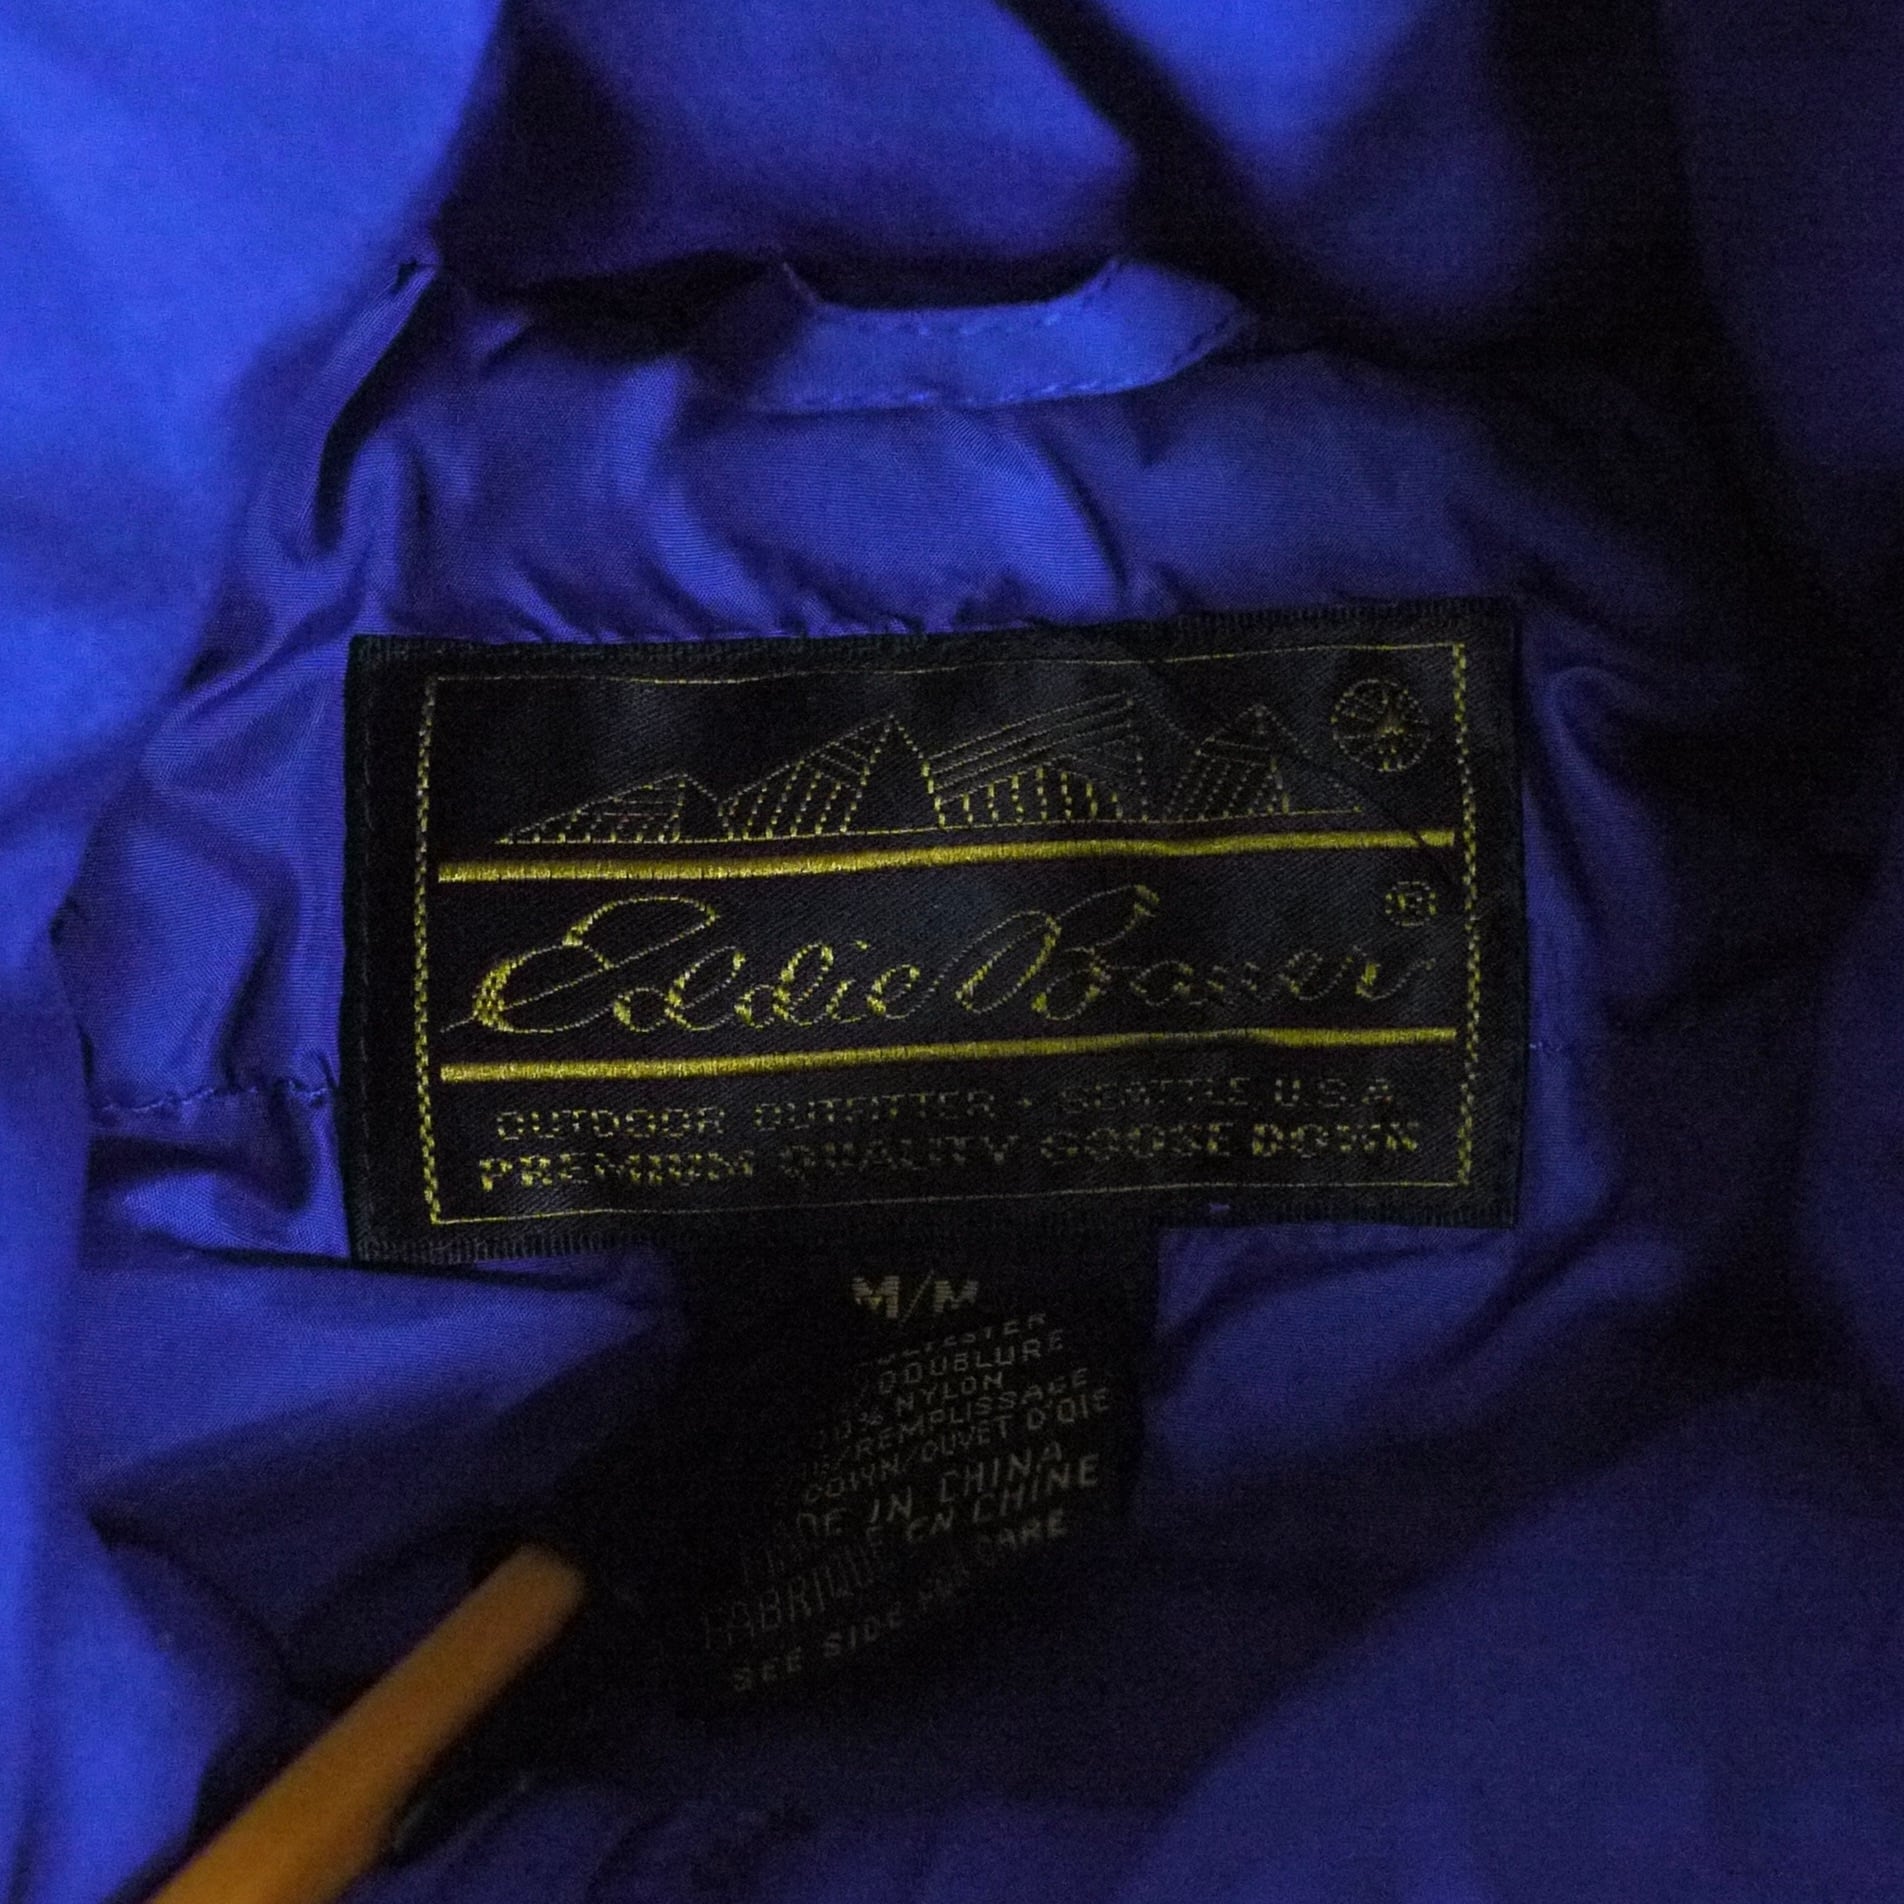 Eddie Bauer ®
OUTDOOR OUTFITTER • SEATTLE, U.S.A
PREMIUM QUALITY GOOSE DOWN
M/M
DOUBLURE
NYLON
REMPLISSAGE
DOWN/DUVET D'OIE
MADE IN CHINA
FABRIQUE EN CHINE
SEE SIDE FOR CARE